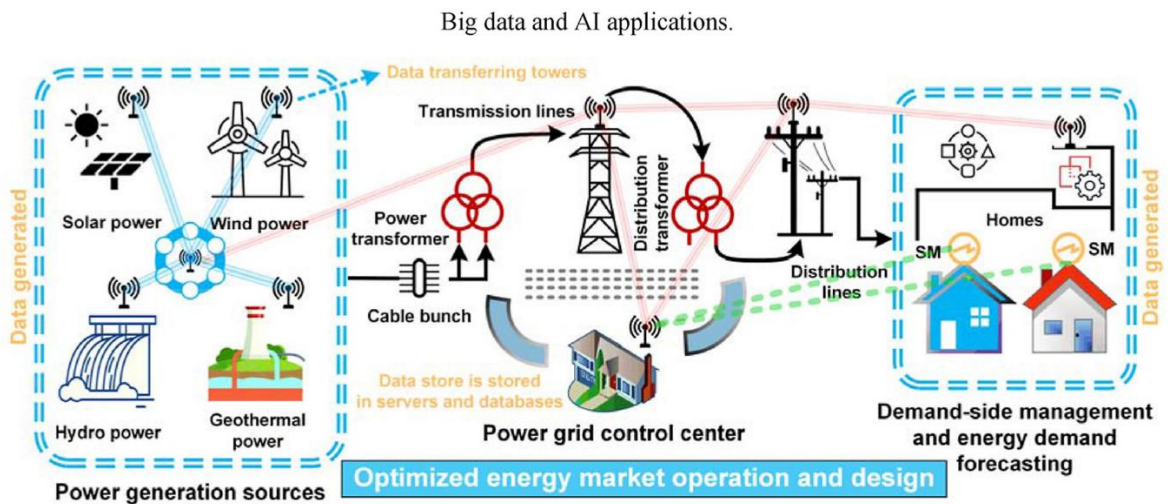 Big data and AI applications.
Data transferring towers
Data generated
Solar power
Wind power
Hydro power
Geothermal
power
Power generation sources
Transmission lines
Power
transformer
Cable bunch
Distribution
transformer
Distribution
lines
Data store is stored
in servers and databases
Power grid control center
Homes
SM
SM
Data generated
Demand-side management
and energy demand
forecasting
Optimized energy market operation and design